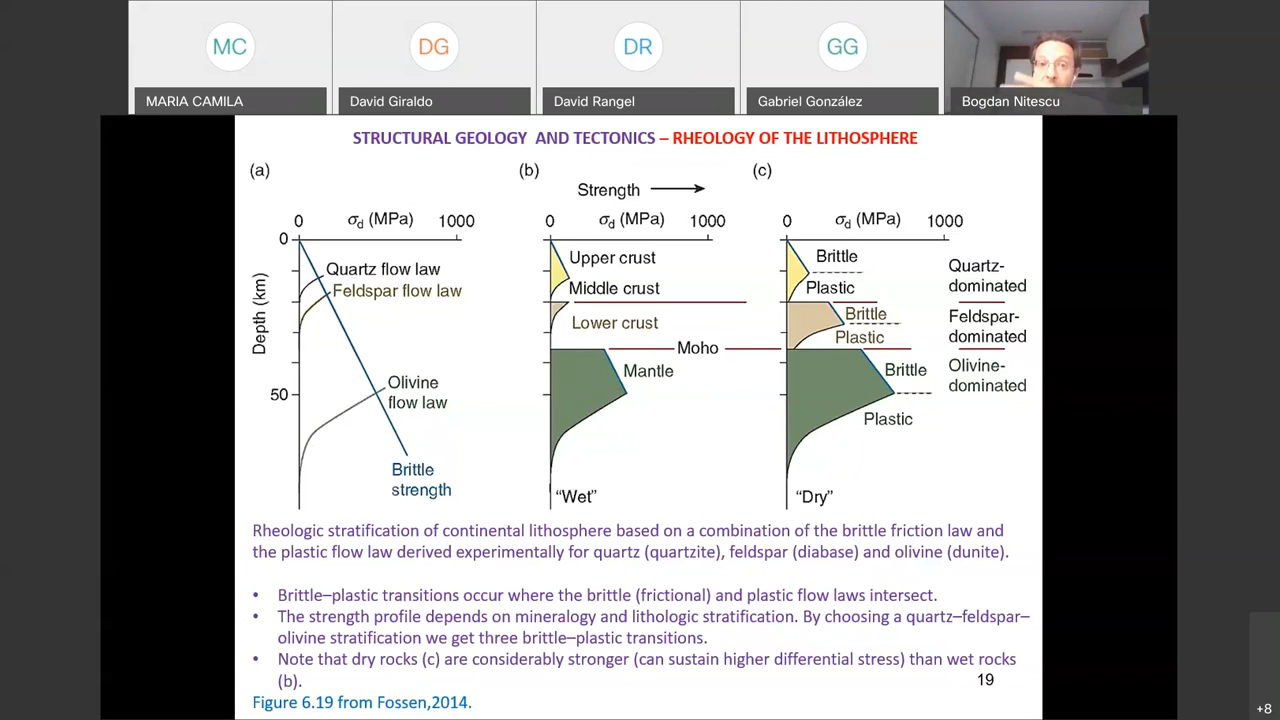 MC
DG
DR
GG
MARIA CAMILA
David Giraldo
David Rangel
Gabriel González
Bogdan Nitescu
STRUCTURAL GEOLOGY AND TECTONICS – RHEOLOGY OF THE LITHOSPHERE
(a)
(b)
(c)
Strength
0 σd (MPa) 1000
0 σd (MPa) 1000
0 σd (MPa) 1000
0
50
Depth (km)
Quartz flow law
Feldspar flow law
Olivine
flow law
Brittle
strength
Upper crust
Middle crust
Lower crust
Moho
Mantle
“Wet”
Brittle
Plastic
Brittle
Plastic
Brittle
Plastic
“Dry”
Quartz-
dominated
Feldspar-
dominated
Olivine-
dominated
Rheologic stratification of continental lithosphere based on a combination of the brittle friction law and
the plastic flow law derived experimentally for quartz (quartzite), feldspar (diabase) and olivine (dunite).
• Brittle–plastic transitions occur where the brittle (frictional) and plastic flow laws intersect.
• The strength profile depends on mineralogy and lithologic stratification. By choosing a quartz–feldspar–
olivine stratification we get three brittle–plastic transitions.
• Note that dry rocks (c) are considerably stronger (can sustain higher differential stress) than wet rocks
(b).
19
Figure 6.19 from Fossen,2014.
+8